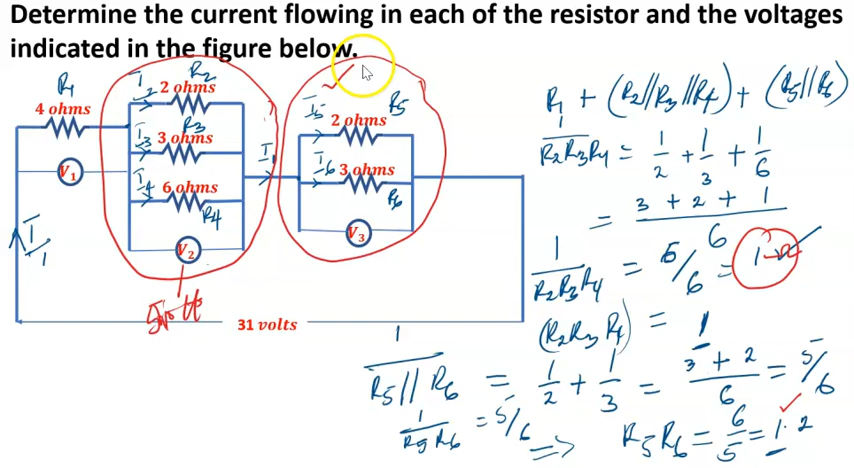 Determine the current flowing in each of the resistor and the voltages
indicated in the figure below.
R1
4 ohms
V1
I1
I2
R2
2 ohms
I3
R3
3 ohms
I4
6 ohms
R4
V2
5volts
I1
I5
R5
2 ohms
I6
3 ohms
R6
V3
31 volts
R1 + (R2//R3//R4) + (R5//R6)
1/R2R3R4 = 1/2 + 1/3 + 1/6
= 3 + 2 + 1 / 6
1/R2R3R4 = 6/6 = 1
(R2R3R4) = 1
1/R5//R6 = 1/2 + 1/3 = 3 + 2 / 6 = 5/6
1/R5R6 = 5/6 => R5R6 = 6/5 = 1.2